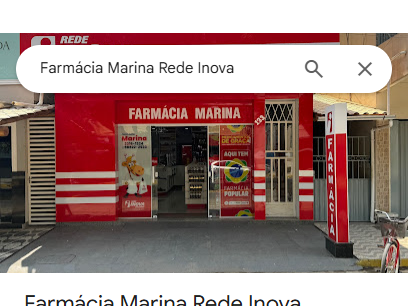 REDE
Farmácia Marina Rede Inova
FARMÁCIA MARINA
133
Marina
DE GRAÇA
AQUI TEM
FARMÁCIA
POPULAR
FARMÁCIA
Farmácia Marina Rede Inova